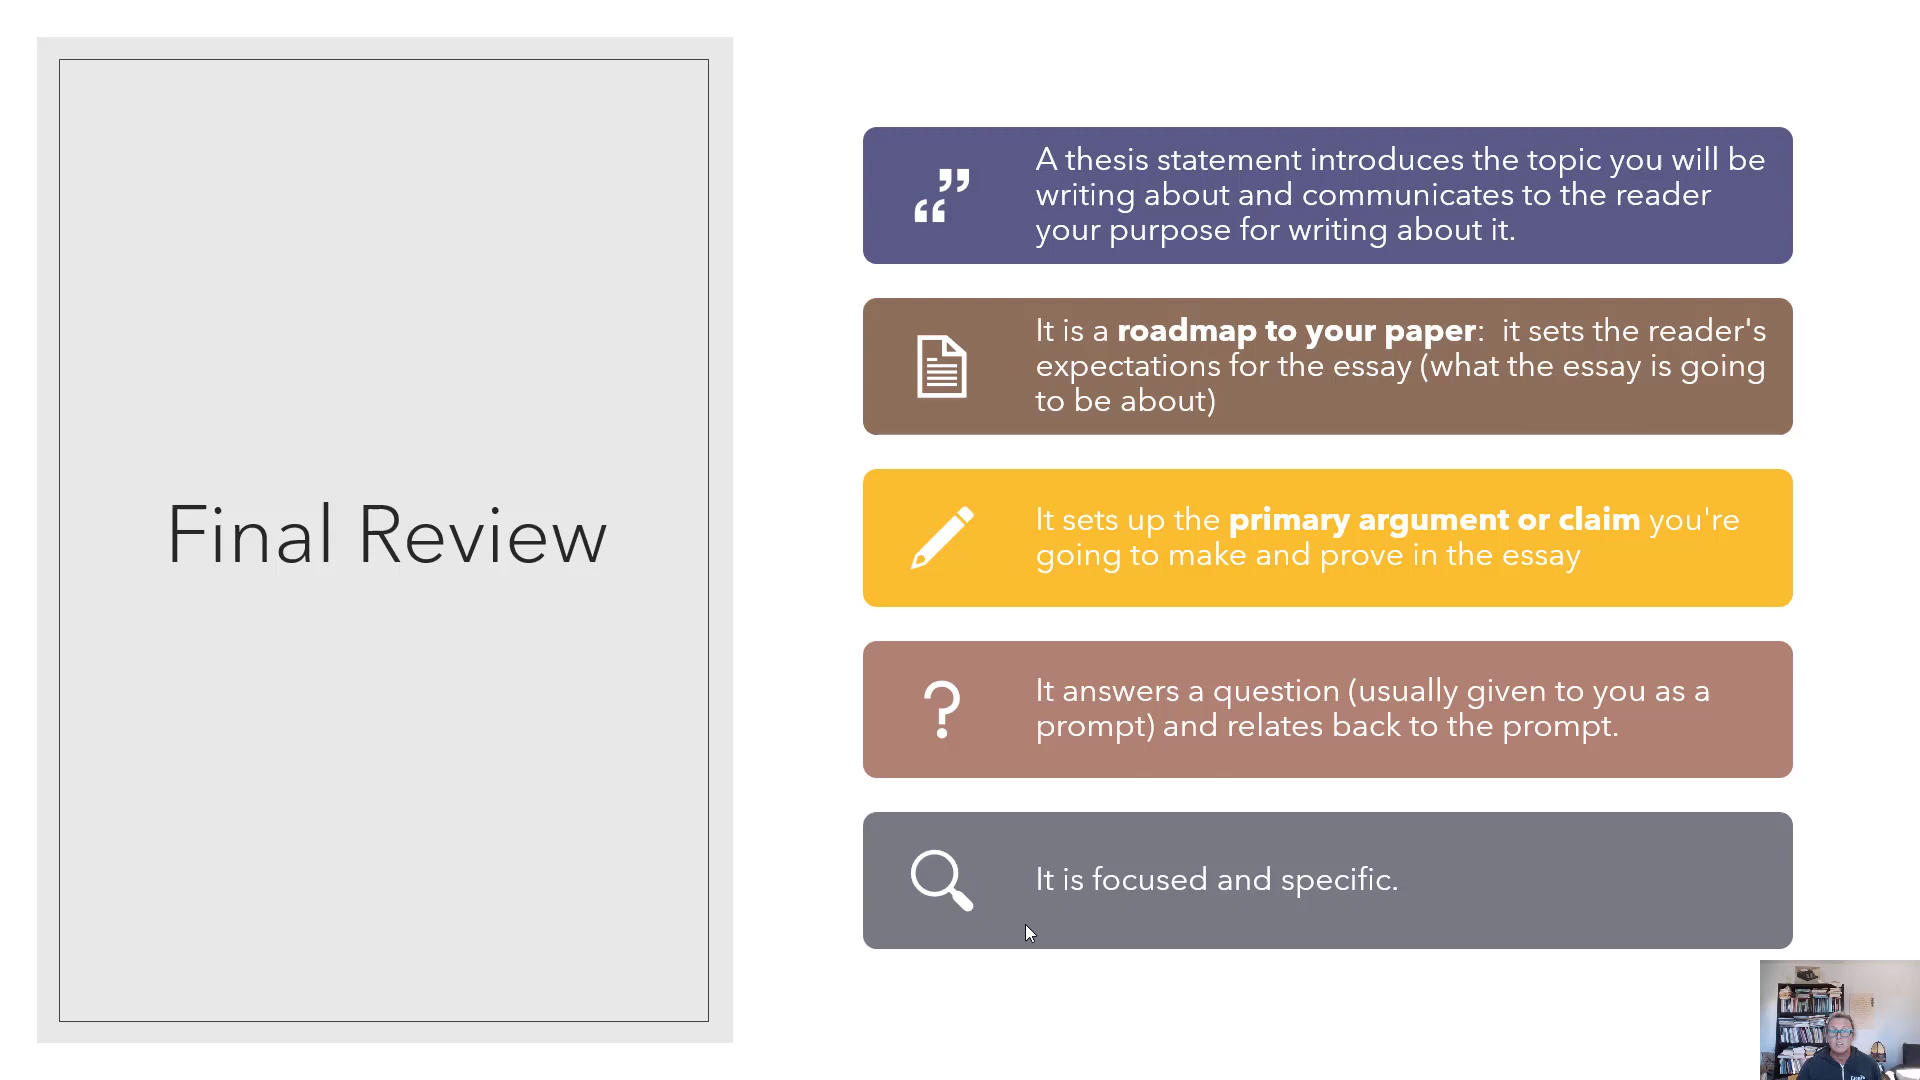 Final Review
A thesis statement introduces the topic you will be
writing about and communicates to the reader
your purpose for writing about it.
It is a roadmap to your paper:  it sets the reader's
expectations for the essay (what the essay is going
to be about)
It sets up the primary argument or claim you're
going to make and prove in the essay
It answers a question (usually given to you as a
prompt) and relates back to the prompt.
It is focused and specific.